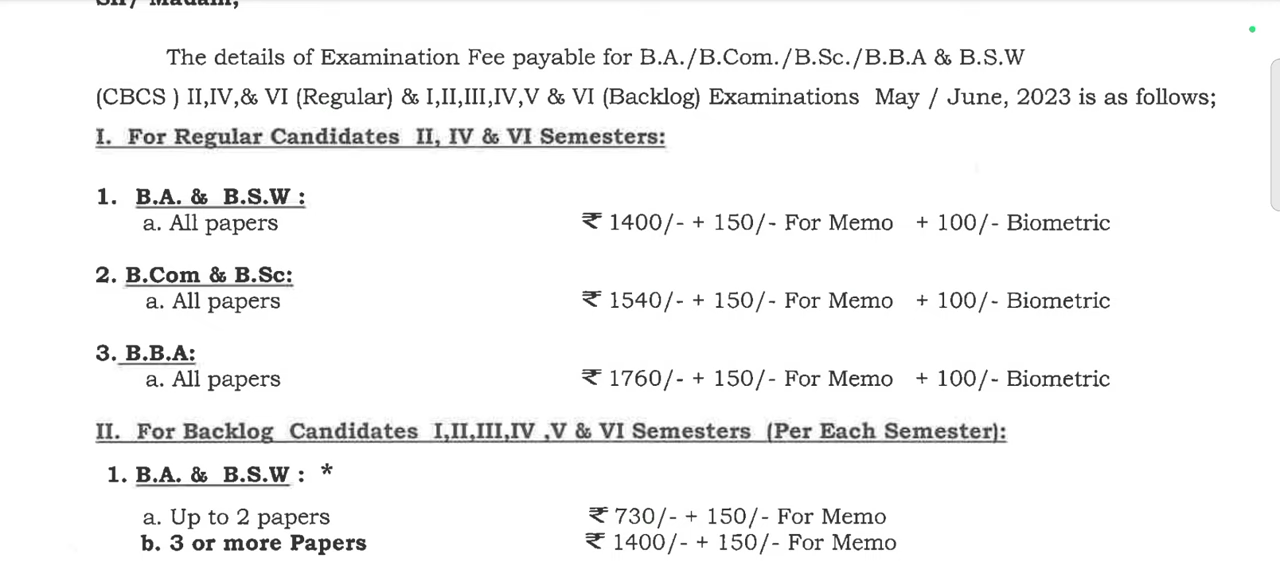 The details of Examination Fee payable for B.A./B.Com./B.Sc./B.B.A & B.S.W
(CBCS ) II,IV,& VI (Regular) & I,II,III,IV,V & VI (Backlog) Examinations May / June, 2023 is as follows;
I. For Regular Candidates II, IV & VI Semesters:
1. B.A. & B.S.W :
a. All papers ₹ 1400/- + 150/- For Memo + 100/- Biometric
2. B.Com & B.Sc:
a. All papers ₹ 1540/- + 150/- For Memo + 100/- Biometric
3. B.B.A:
a. All papers ₹ 1760/- + 150/- For Memo + 100/- Biometric
II. For Backlog Candidates I,II,III,IV ,V & VI Semesters (Per Each Semester):
1. B.A. & B.S.W : *
a. Up to 2 papers ₹ 730/- + 150/- For Memo
b. 3 or more Papers ₹ 1400/- + 150/- For Memo